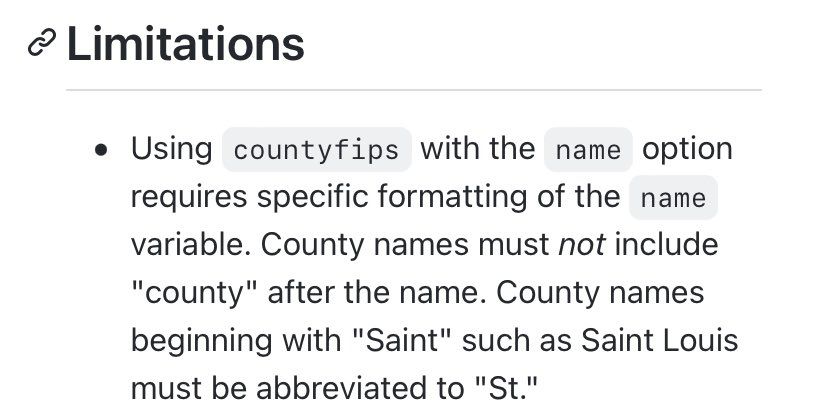 Limitations
Using countyfips with the name option
requires specific formatting of the name
variable. County names must not include
"county" after the name. County names
beginning with "Saint" such as Saint Louis
must be abbreviated to "St."